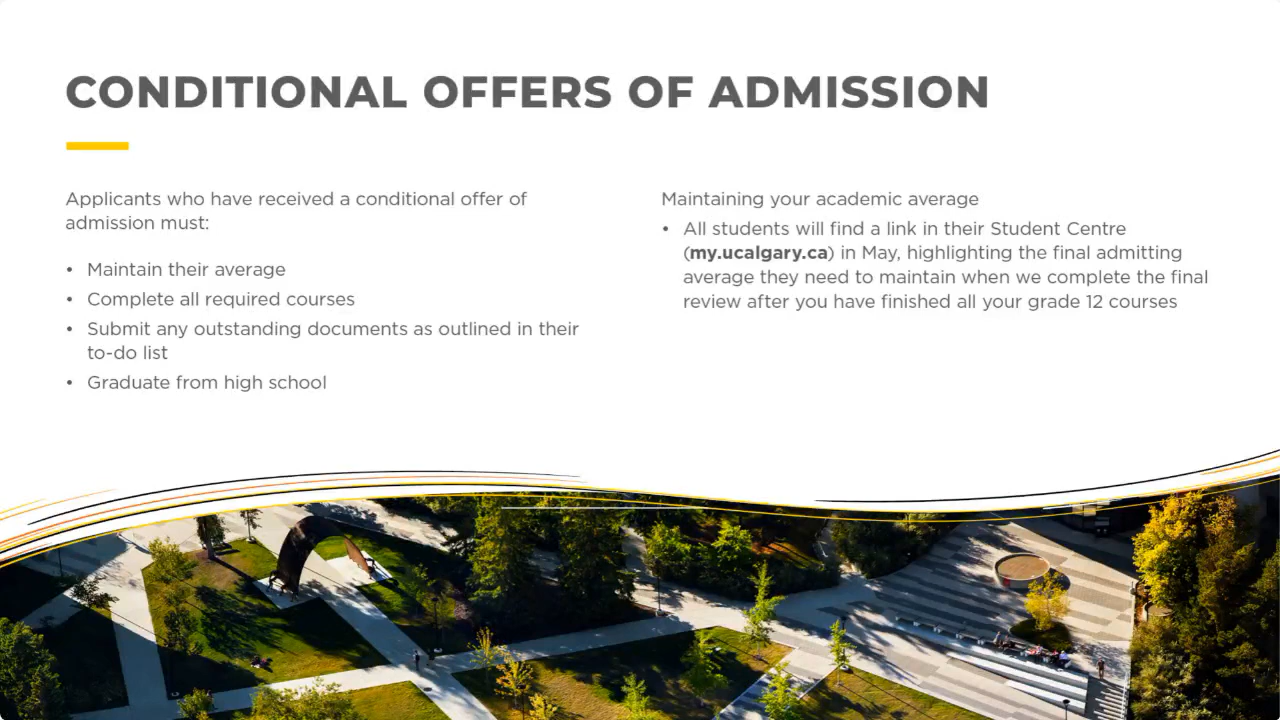 CONDITIONAL OFFERS OF ADMISSION
Applicants who have received a conditional offer of
admission must:
• Maintain their average
• Complete all required courses
• Submit any outstanding documents as outlined in their
to-do list
• Graduate from high school
Maintaining your academic average
• All students will find a link in their Student Centre
(my.ucalgary.ca) in May, highlighting the final admitting
average they need to maintain when we complete the final
review after you have finished all your grade 12 courses